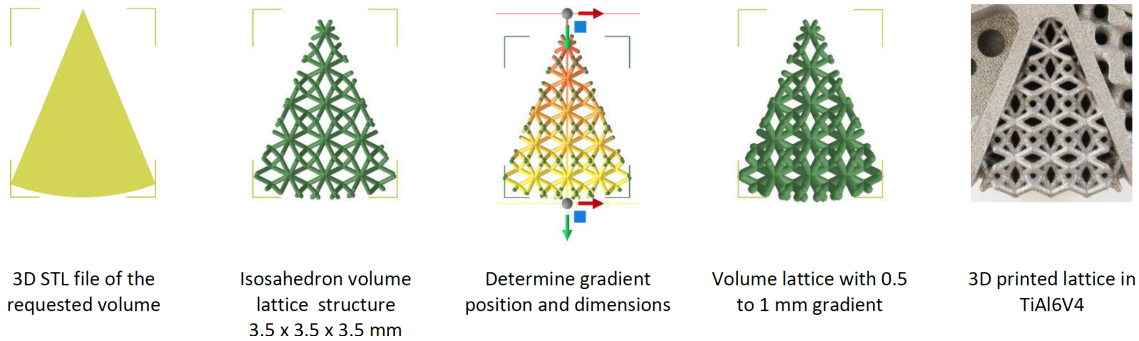 3D STL file of the
requested volume
Isosahedron volume
lattice  structure
3.5 x 3.5 x 3.5 mm
Determine gradient
position and dimensions
Volume lattice with 0.5
to 1 mm gradient
3D printed lattice in
TiAl6V4